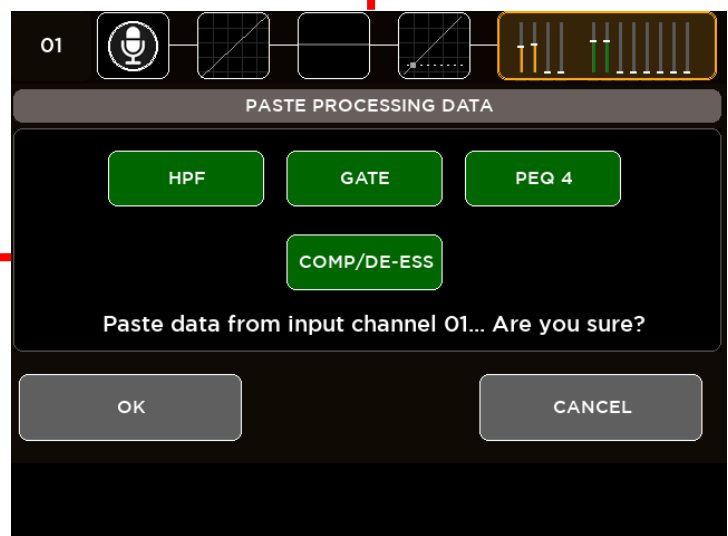 01
PASTE PROCESSING DATA
HPF GATE PEQ 4
COMP/DE-ESS
Paste data from input channel 01... Are you sure?
OK CANCEL